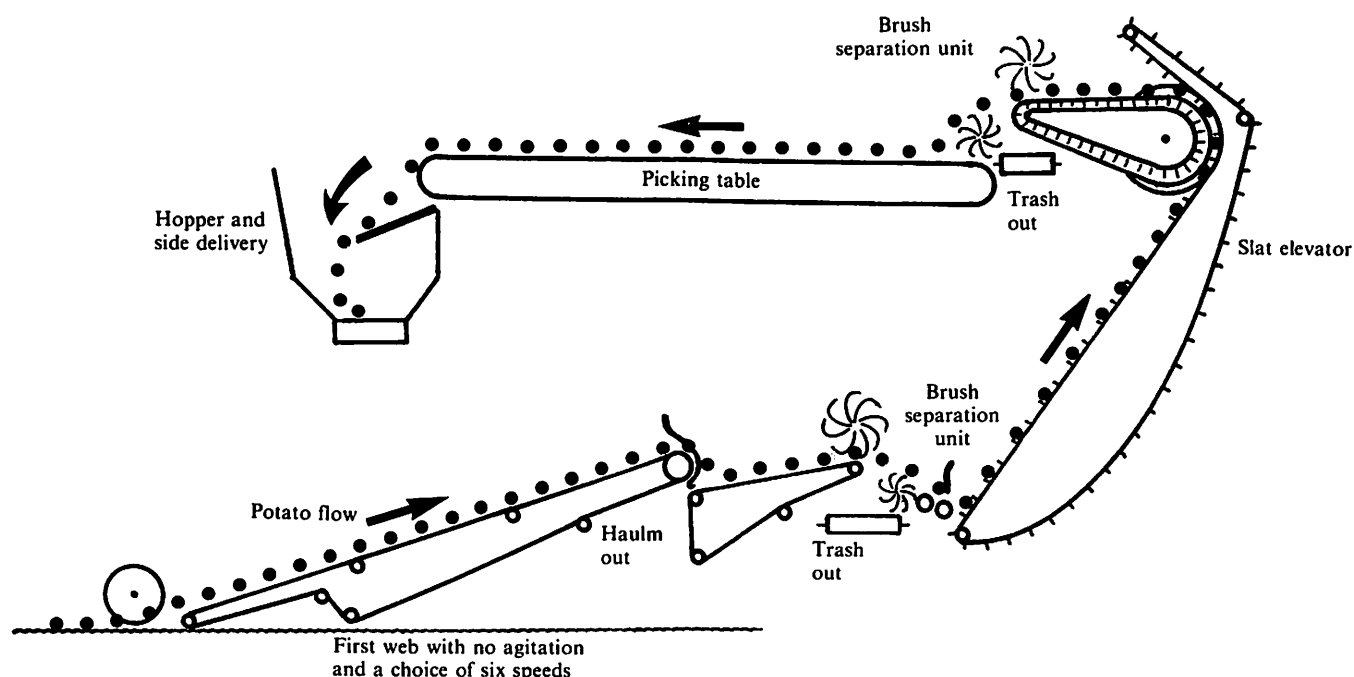 Brush
separation unit
Picking table
Trash
out
Hopper and
side delivery
Slat elevator
Brush
separation
unit
Potato flow
Haulm
out
Trash
out
First web with no agitation
and a choice of six speeds